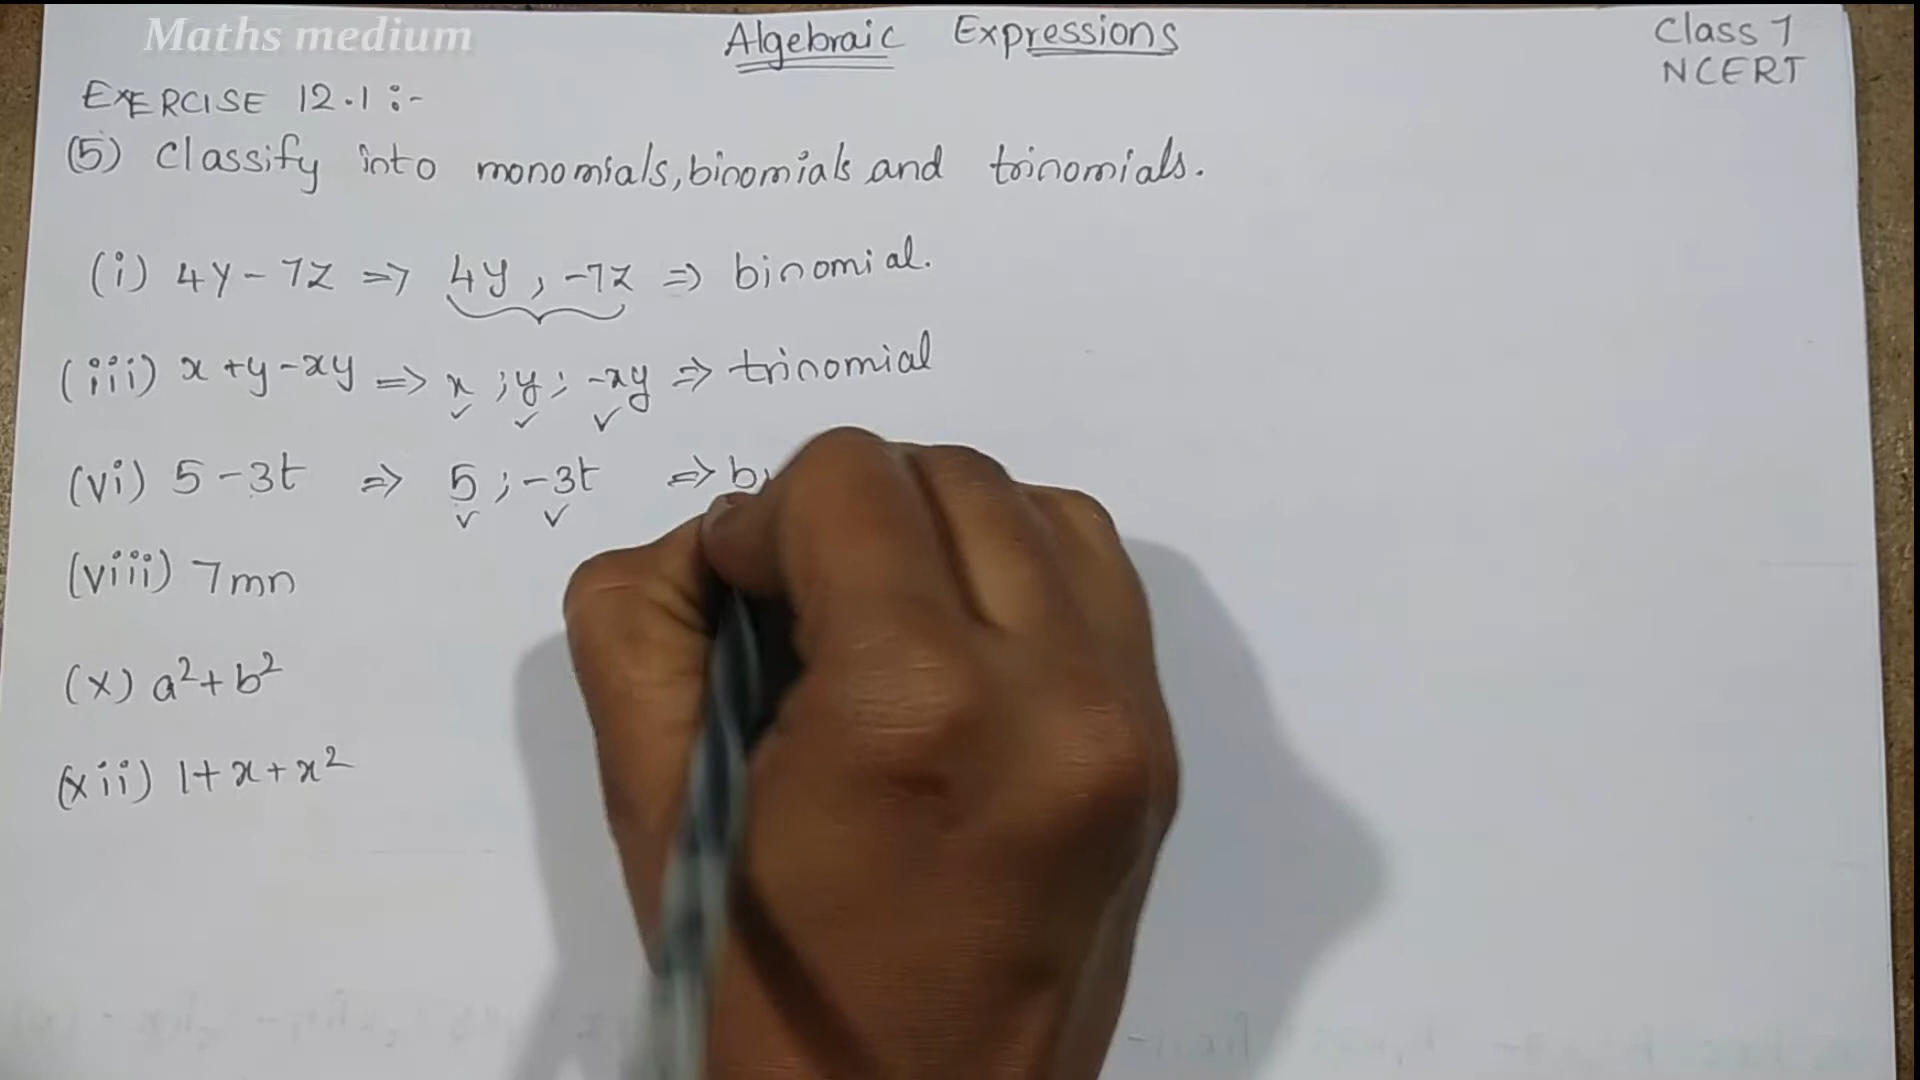 Maths medium
Algebraic Expressions
Class 7
NCERT
EXERCISE 12.1 :-
(5) Classify into monomials, binomials and trinomials.
(i) 4y - 7z => 4y, -7z => binomial.
(iii) x + y - xy => x ; y ; -xy => trinomial
(vi) 5 - 3t => 5 ; -3t =>
(viii) 7mn
(x) a² + b²
(xii) 1 + x + x²